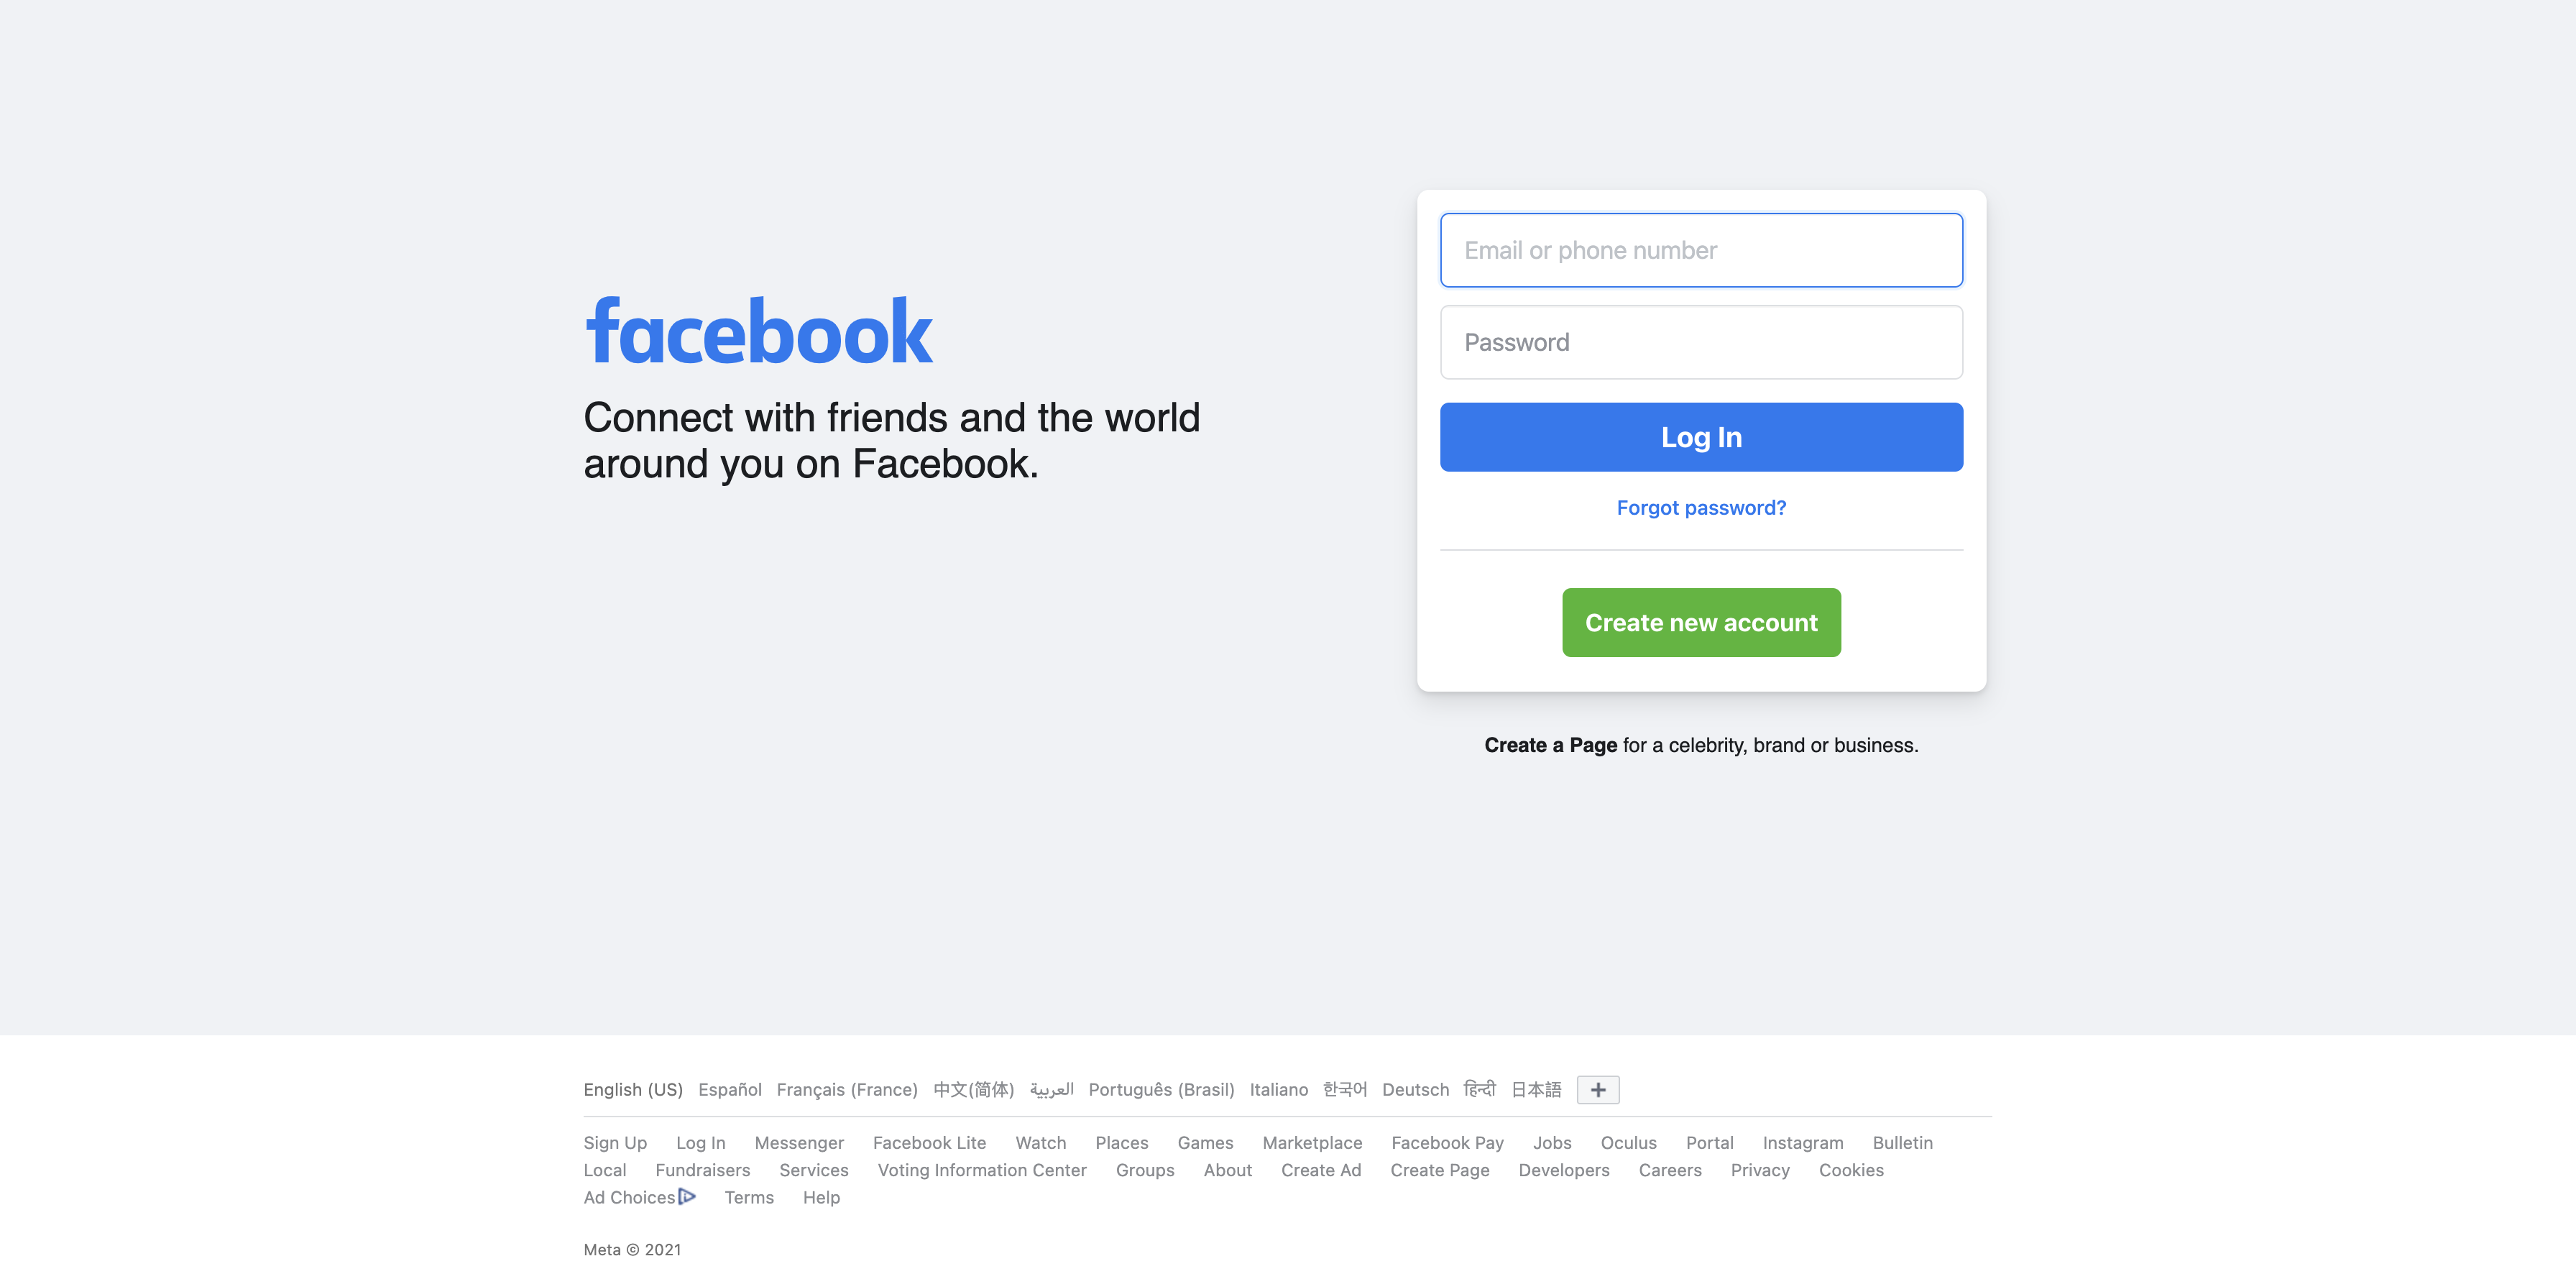 facebook
Connect with friends and the world
around you on Facebook.
Email or phone number
Password
Log In
Forgot password?
Create new account
Create a Page for a celebrity, brand or business.
English (US) Español Français (France) 中文(简体) العربية Português (Brasil) Italiano 한국어 Deutsch हिन्दी 日本語 +
Sign Up Log In Messenger Facebook Lite Watch Places Games Marketplace Facebook Pay Jobs Oculus Portal Instagram Bulletin
Local Fundraisers Services Voting Information Center Groups About Create Ad Create Page Developers Careers Privacy Cookies
Ad Choices Terms Help
Meta © 2021